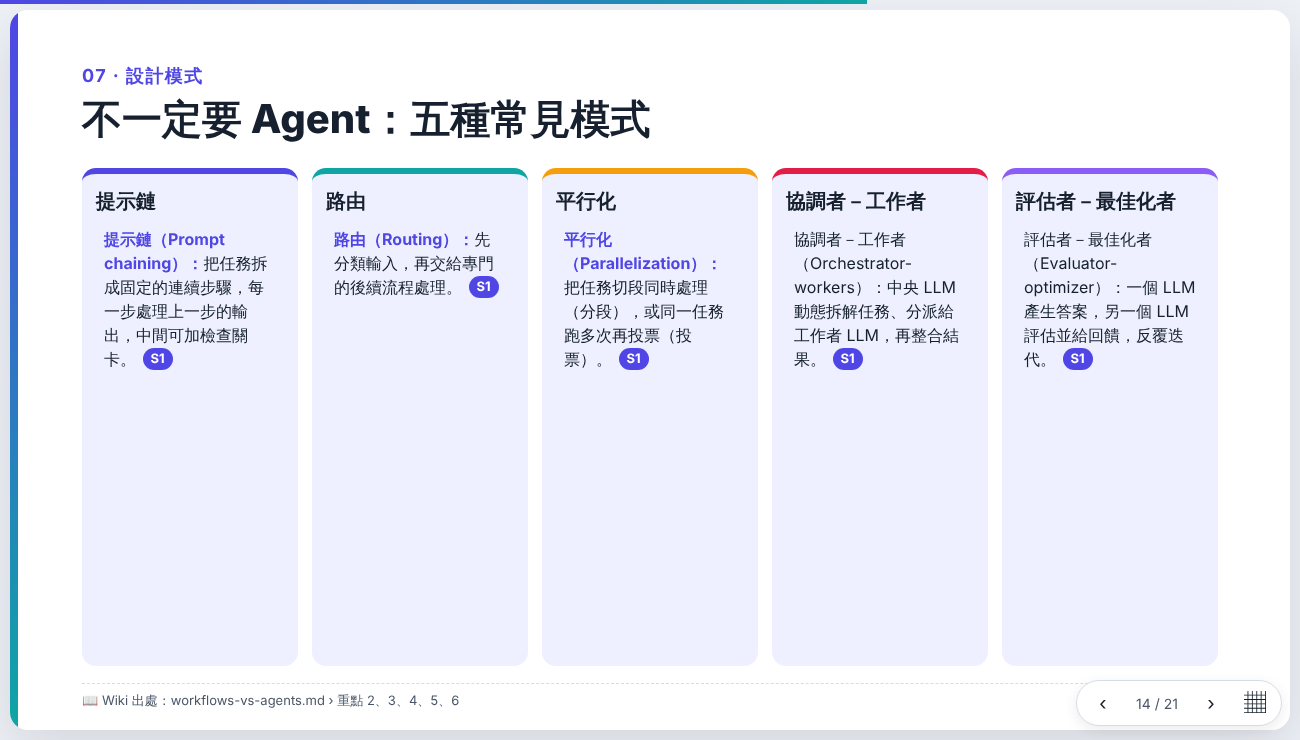 07 · 設計模式
不一定要 Agent：五種常見模式
提示鏈
提示鏈（Prompt
chaining）：把任務拆
成固定的連續步驟，每
一步處理上一步的輸
出，中間可加檢查關
卡。 S1
路由
路由（Routing）：先
分類輸入，再交給專門
的後續流程處理。 S1
平行化
平行化
（Parallelization）：
把任務切段同時處理
（分段），或同一任務
跑多次再投票（投
票）。 S1
協調者－工作者
協調者－工作者
（Orchestrator-
workers）：中央 LLM
動態拆解任務、分派給
工作者 LLM，再整合結
果。 S1
評估者－最佳化者
評估者－最佳化者
（Evaluator-
optimizer）：一個 LLM
產生答案，另一個 LLM
評估並給回饋，反覆迭
代。 S1
📖 Wiki 出處：workflows-vs-agents.md › 重點 2、3、4、5、6
‹ 14 / 21 ›